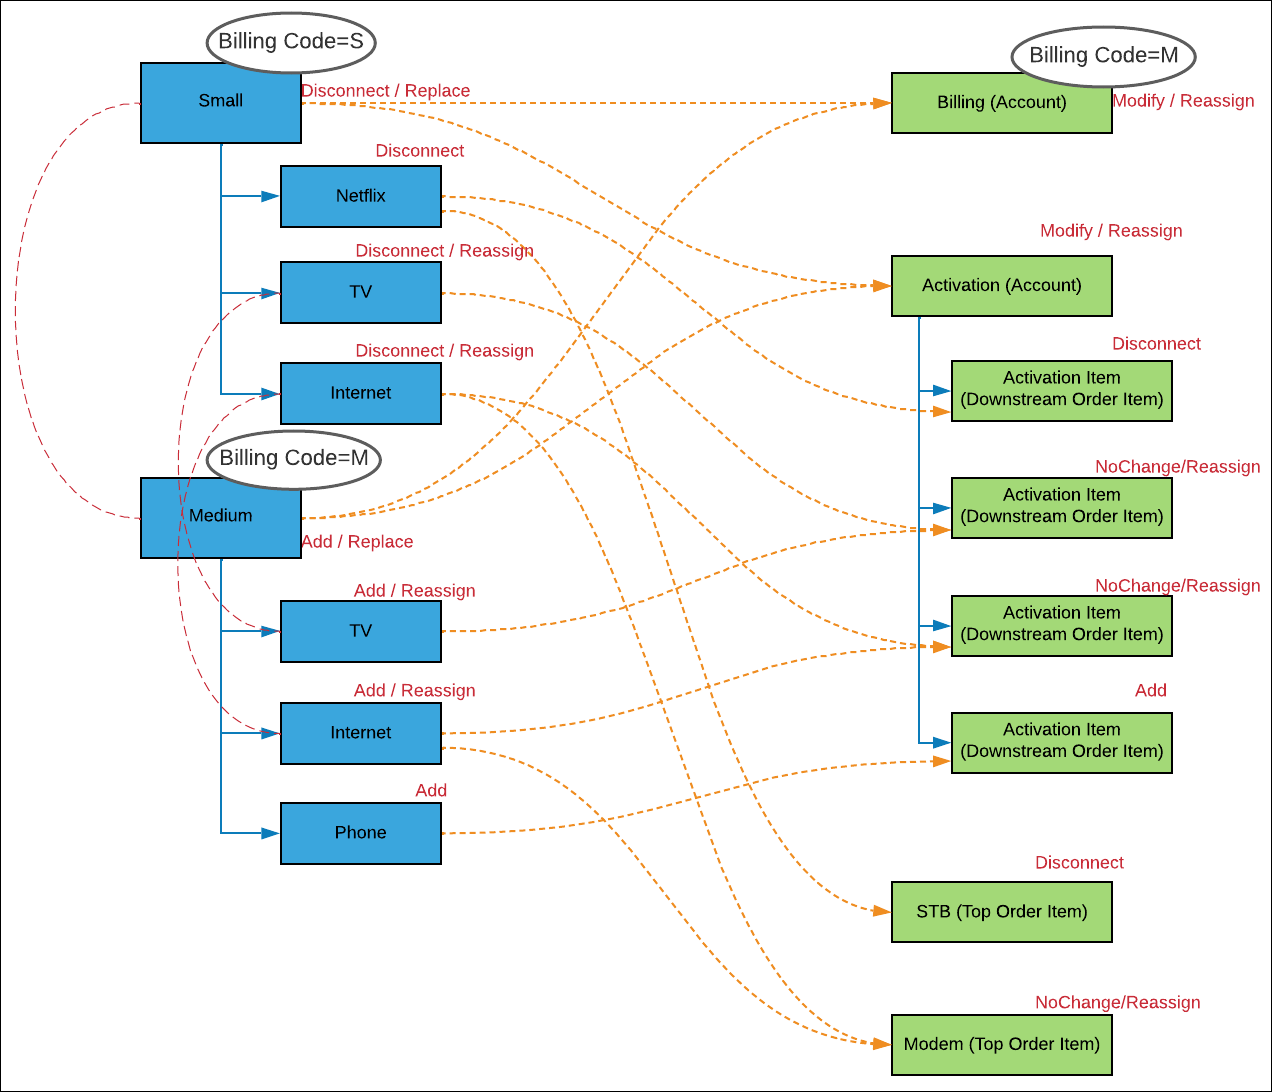 Billing Code=S
Small
Disconnect / Replace
Disconnect
Netflix
Disconnect / Reassign
TV
Disconnect / Reassign
Internet
Billing Code=M
Medium
Add / Replace
Add / Reassign
TV
Add / Reassign
Internet
Add
Phone
Billing Code=M
Billing (Account)
Modify / Reassign
Modify / Reassign
Activation (Account)
Disconnect
Activation Item
(Downstream Order Item)
NoChange/Reassign
Activation Item
(Downstream Order Item)
NoChange/Reassign
Activation Item
(Downstream Order Item)
Add
Activation Item
(Downstream Order Item)
Disconnect
STB (Top Order Item)
NoChange/Reassign
Modem (Top Order Item)